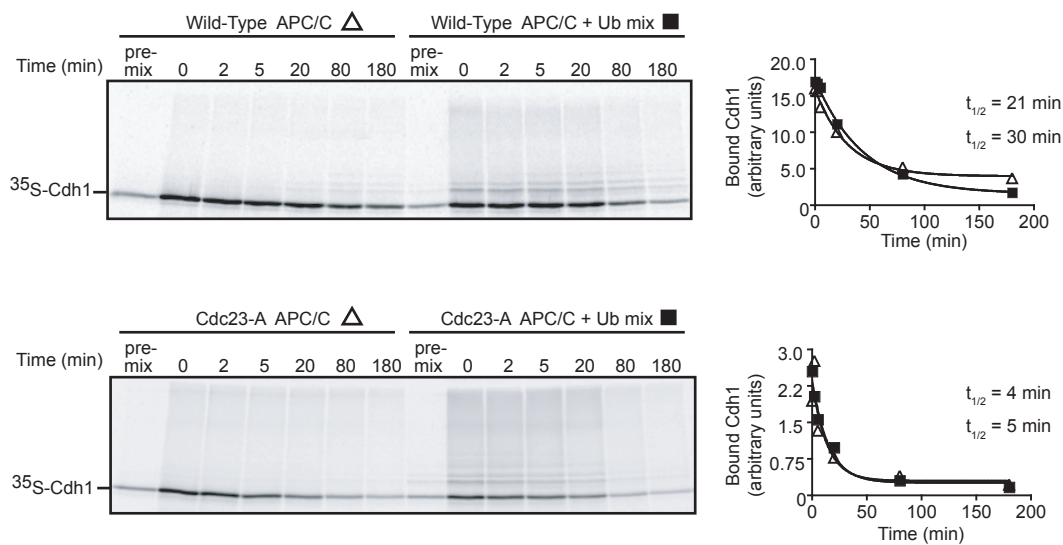 Wild-Type APC/C △ Wild-Type APC/C + Ub mix ■
Time (min) pre-mix 0 2 5 20 80 180 pre-mix 0 2 5 20 80 180
35S-Cdh1
Bound Cdh1
(arbitrary units)
20.0
15.0
10.0
5.0
0
0 50 100 150 200
Time (min)
t1/2 = 21 min
t1/2 = 30 min
Cdc23-A APC/C △ Cdc23-A APC/C + Ub mix ■
Time (min) pre-mix 0 2 5 20 80 180 pre-mix 0 2 5 20 80 180
35S-Cdh1
Bound Cdh1
(arbitrary units)
3.0
2.2
1.5
0.75
0
0 50 100 150 200
Time (min)
t1/2 = 4 min
t1/2 = 5 min